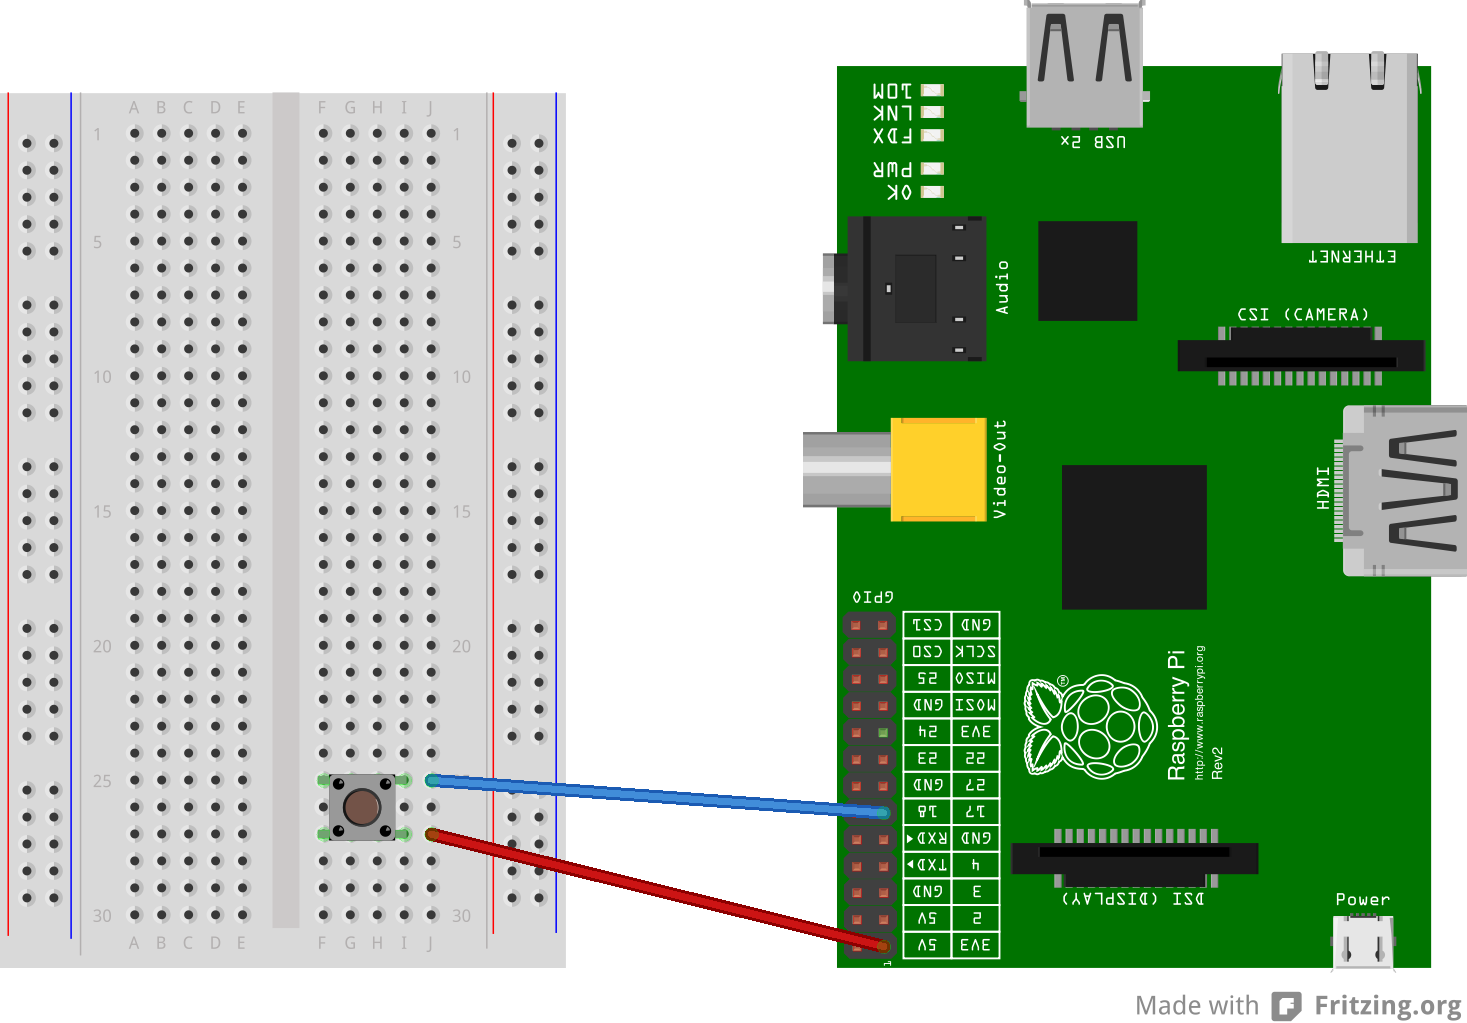 A B C D E F G H I J
1 1
5 5
10 10
15 15
20 20
25 25
30 30
A B C D E F G H I J
10M
LNK
FDX
PWR
OK
USB 2x
ETHERNET
Audio
CSI (CAMERA)
Video-Out
HDMI
GPIO
CS1 GND
CS0 SCLK
25 MISO
GND MOSI
24 3V3
23 22
GND 27
18 17
RXD GND
TXD 4
GND 3
5V 2
5V 3V3
1
™
Raspberry Pi
http://www.raspberrypi.org
Rev2
DSI (DISPLAY)
Power
Made with Fritzing.org